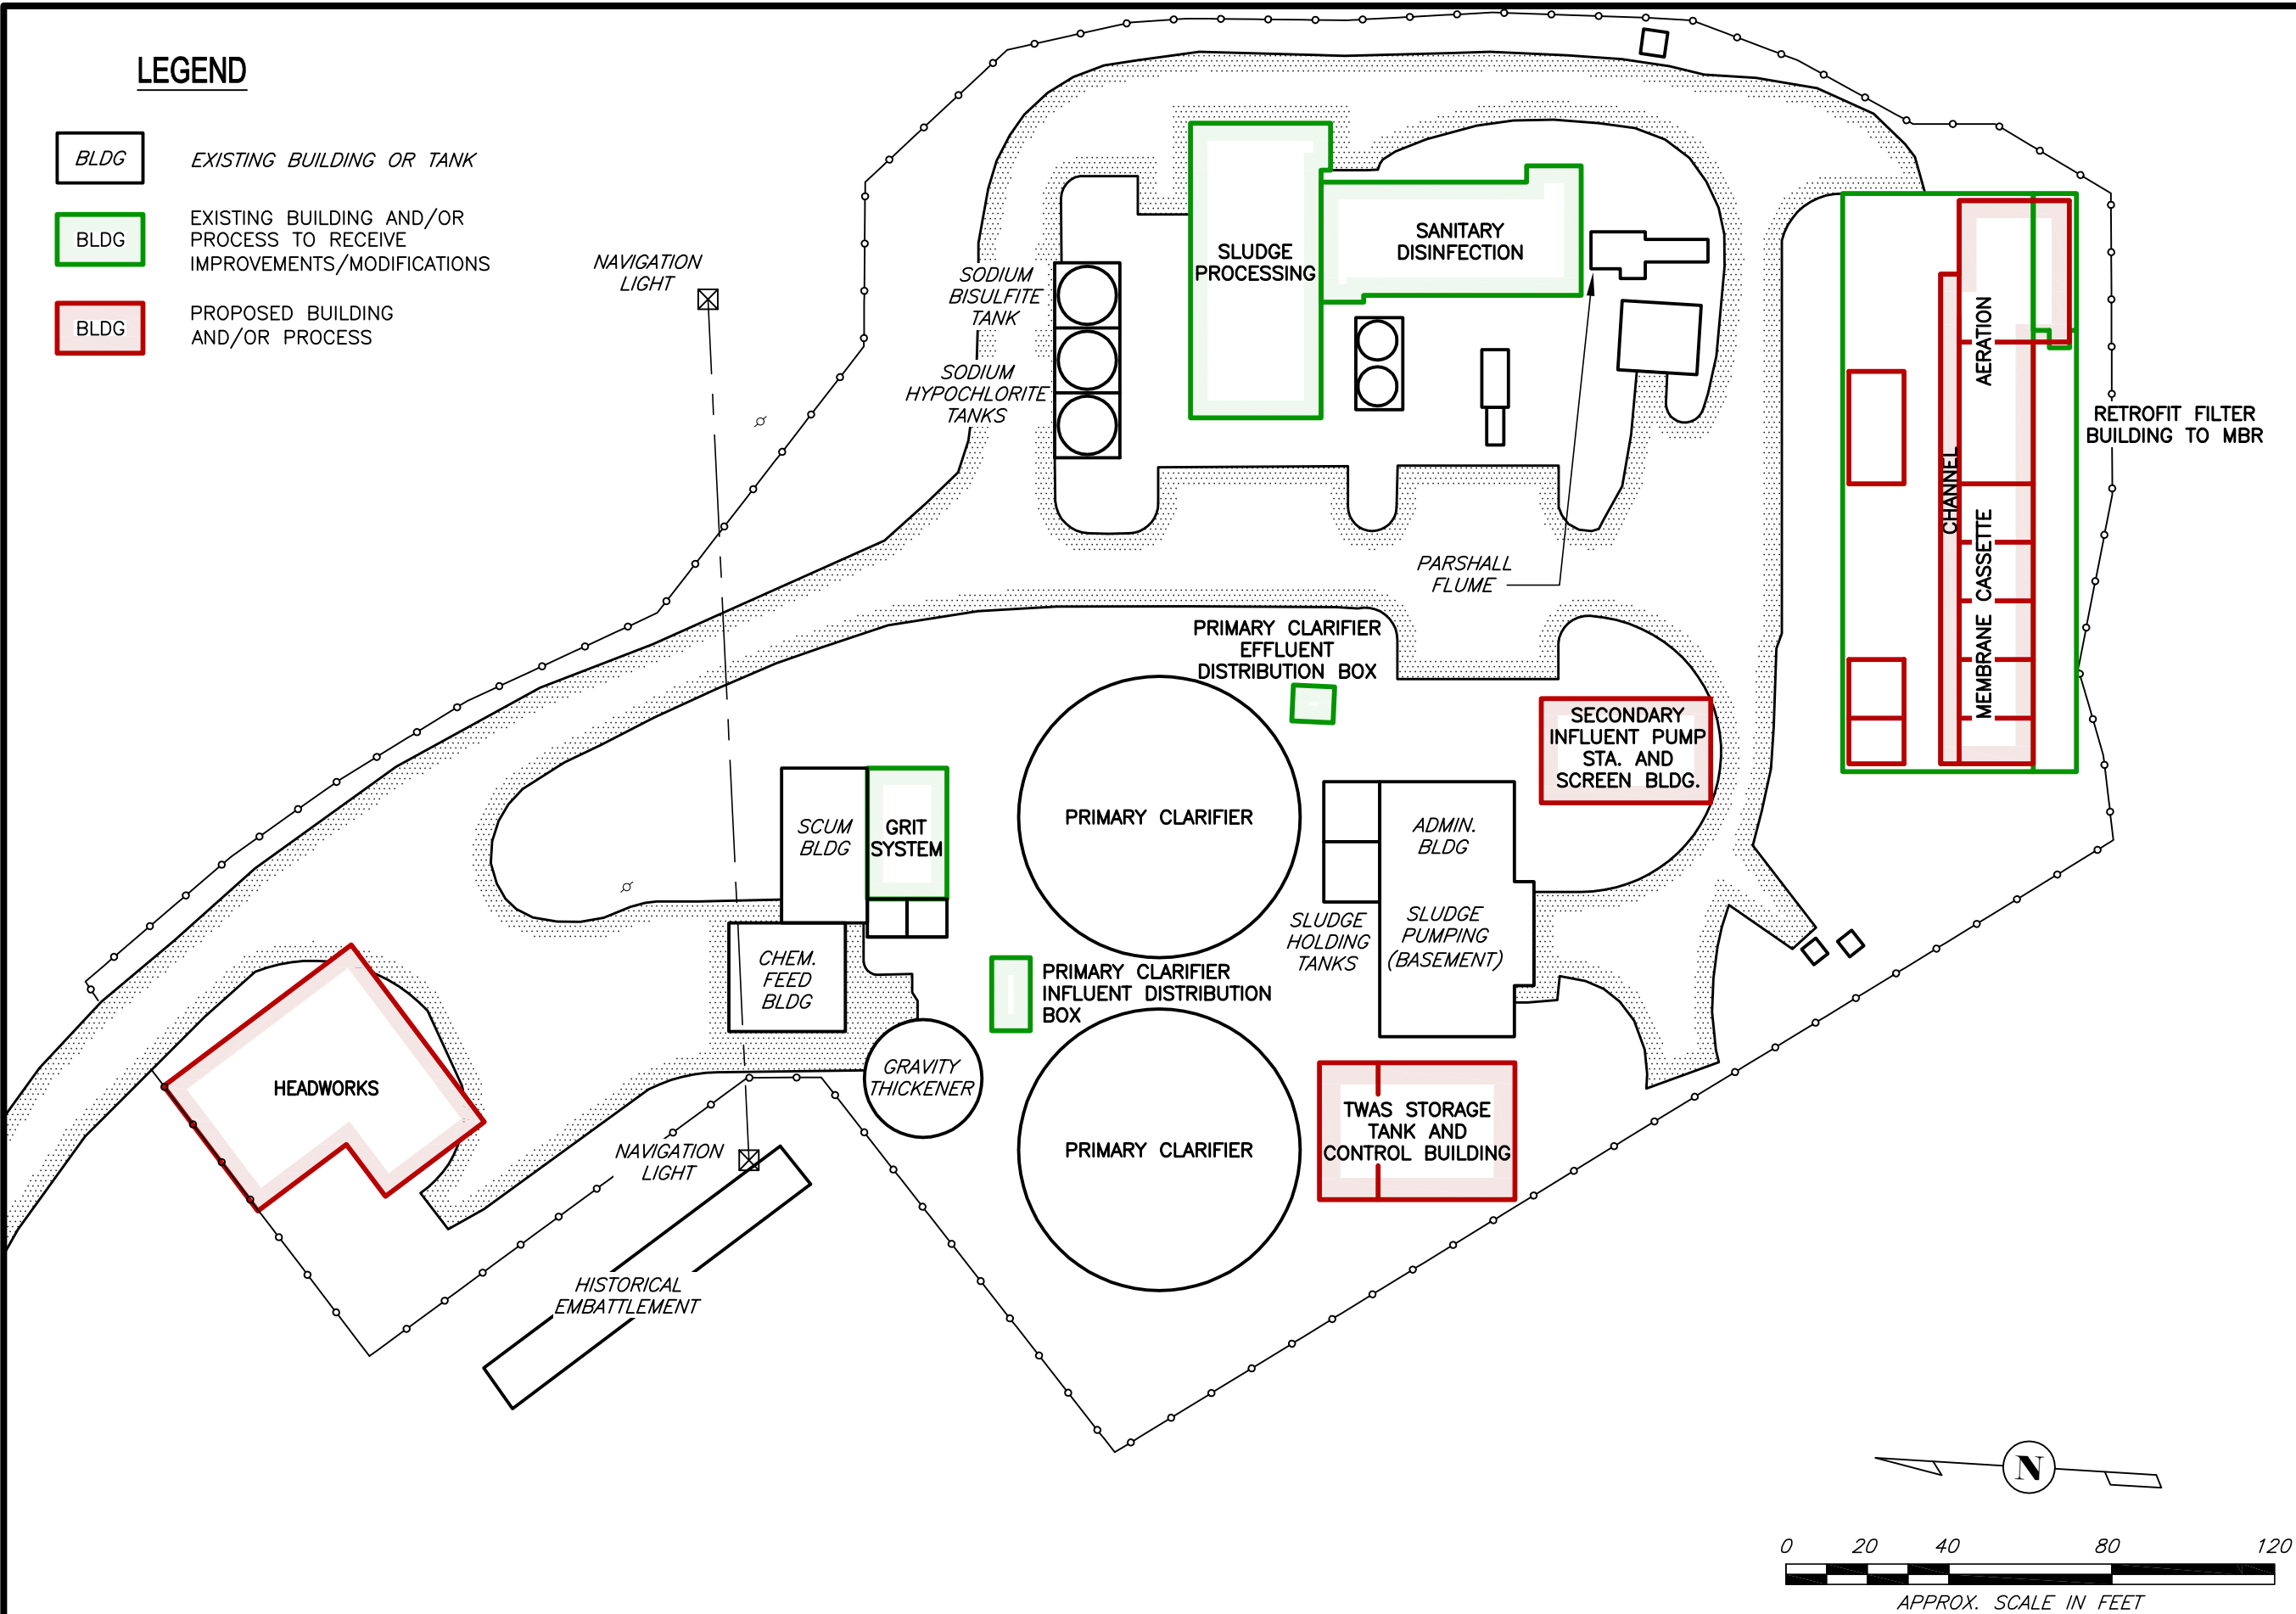 LEGEND
BLDG
EXISTING BUILDING OR TANK
BLDG
EXISTING BUILDING AND/OR
PROCESS TO RECEIVE
IMPROVEMENTS/MODIFICATIONS
BLDG
PROPOSED BUILDING
AND/OR PROCESS
NAVIGATION
LIGHT
SODIUM
BISULFITE
TANK
SODIUM
HYPOCHLORITE
TANKS
SLUDGE
PROCESSING
SANITARY
DISINFECTION
PARSHALL
FLUME
AERATION
CHANNEL
MEMBRANE CASSETTE
RETROFIT FILTER
BUILDING TO MBR
PRIMARY CLARIFIER
EFFLUENT
DISTRIBUTION BOX
SECONDARY
INFLUENT PUMP
STA. AND
SCREEN BLDG.
SCUM
BLDG
GRIT
SYSTEM
PRIMARY CLARIFIER
ADMIN.
BLDG
SLUDGE
PUMPING
(BASEMENT)
SLUDGE
HOLDING
TANKS
CHEM.
FEED
BLDG
PRIMARY CLARIFIER
INFLUENT DISTRIBUTION
BOX
GRAVITY
THICKENER
HEADWORKS
NAVIGATION
LIGHT
PRIMARY CLARIFIER
TWAS STORAGE
TANK AND
CONTROL BUILDING
HISTORICAL
EMBATTLEMENT
N
0 20 40 80 120
APPROX. SCALE IN FEET